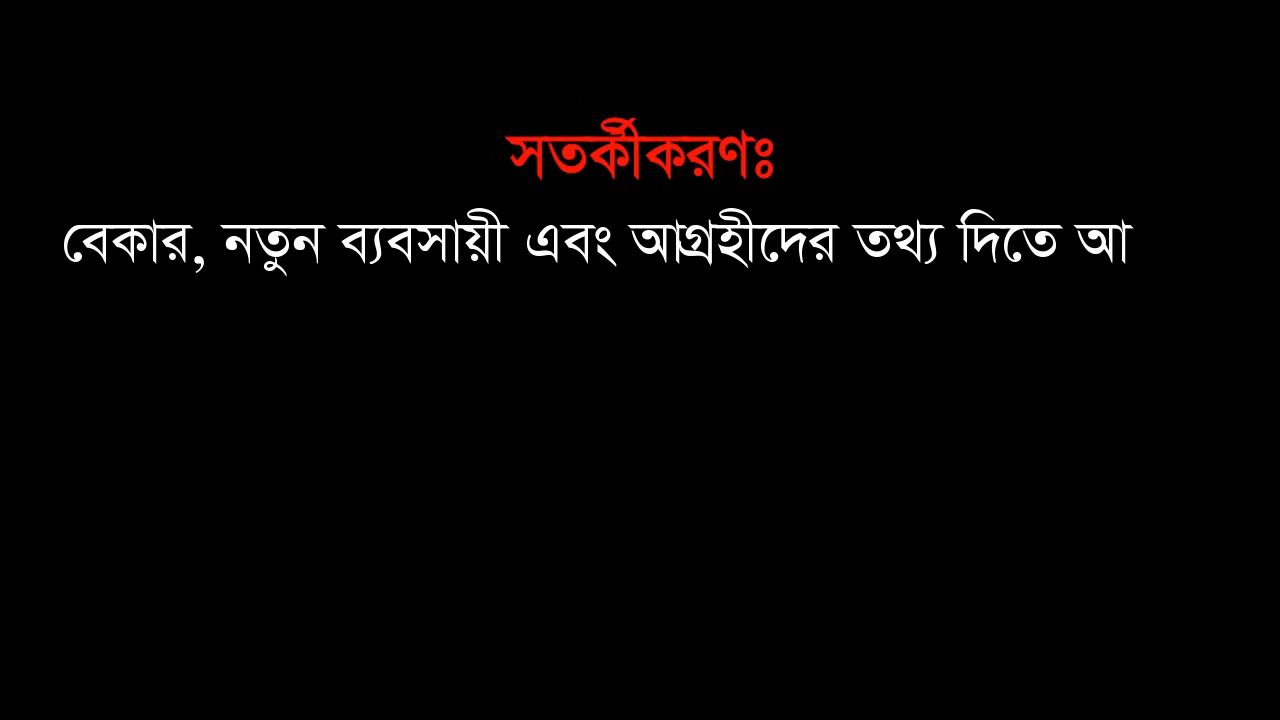 সতর্কীকরণঃ
বেকার, নতুন ব্যবসায়ী এবং আগ্রহীদের তথ্য দিতে আ